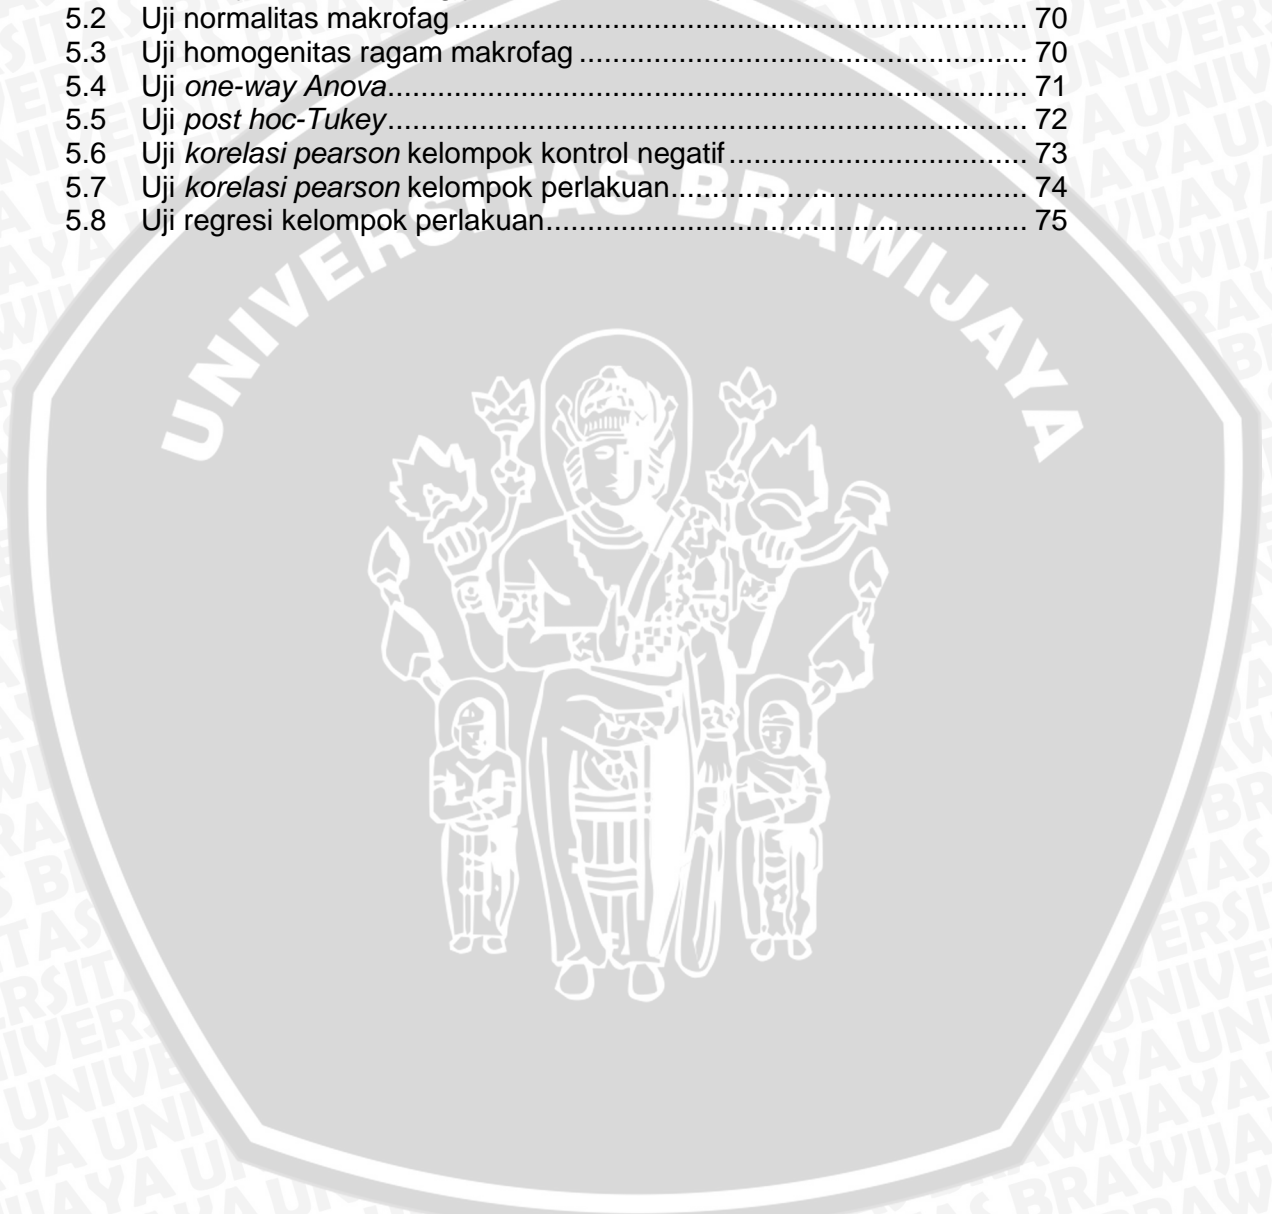 5.2 Uji normalitas makrofag ........................................................................ 70
5.3 Uji homogenitas ragam makrofag ........................................................ 70
5.4 Uji one-way Anova................................................................................ 71
5.5 Uji post hoc-Tukey................................................................................ 72
5.6 Uji korelasi pearson kelompok kontrol negatif ..................................... 73
5.7 Uji korelasi pearson kelompok perlakuan............................................. 74
5.8 Uji regresi kelompok perlakuan............................................................ 75
UNIVERSITAS BRAWIJAYA